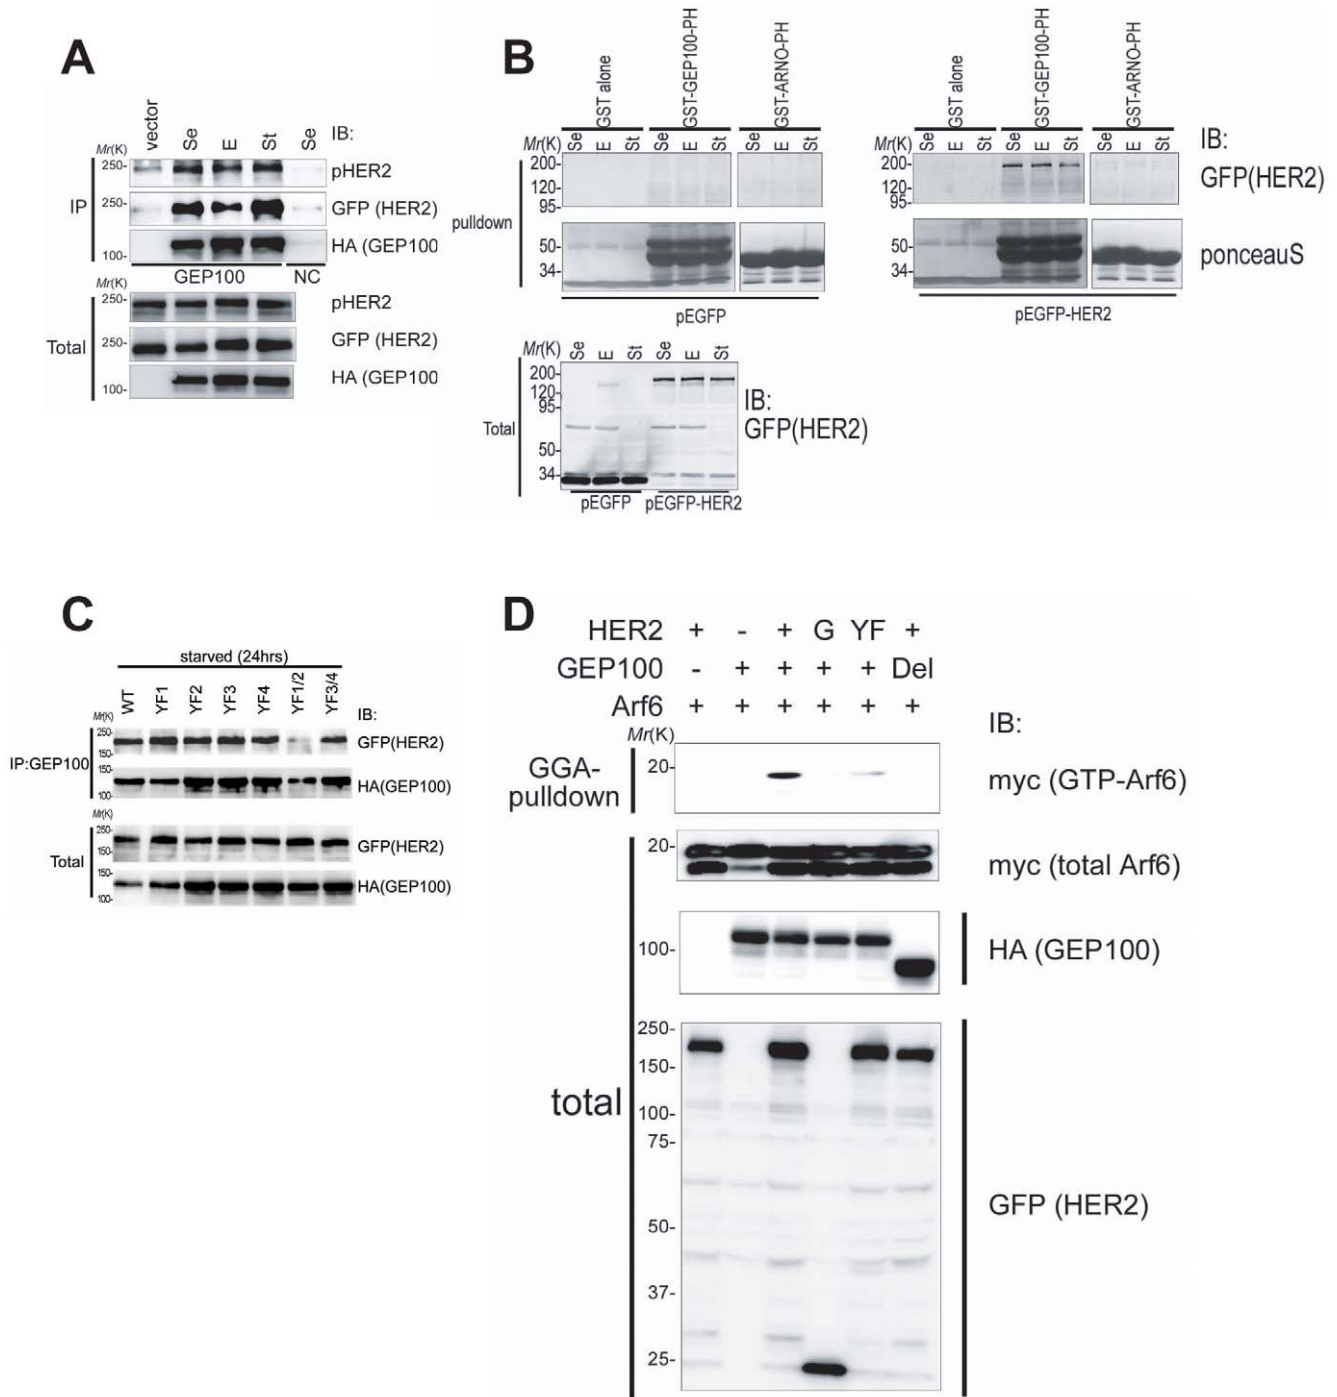 A
vector
Se
E
St
Se
IB:
Mr(K)
250-
pHER2
IP
250-
GFP (HER2)
100-
HA (GEP100
GEP100
NC
Mr(K)
250-
pHER2
Total
250-
GFP (HER2)
100-
HA (GEP100
B
GST alone
GST-GEP100-PH
GST-ARNO-PH
Se E St Se E St Se E St
Mr(K)
200-
120-
95-
pulldown
50-
34-
pEGFP
GST alone
GST-GEP100-PH
GST-ARNO-PH
Se E St Se E St Se E St
IB:
Mr(K)
200-
120-
95-
GFP(HER2)
50-
34-
ponceauS
pEGFP-HER2
Se E St Se E St
Mr(K)
200-
120-
95-
IB:
Total
GFP(HER2)
50-
34-
pEGFP pEGFP-HER2
C
starved (24hrs)
WT YF1 YF2 YF3 YF4 YF1/2 YF3/4
IB:
Mr(K)
250-
GFP(HER2)
150-
IP:GEP100
150-
HA(GEP100)
100-
Mr(K)
250-
GFP(HER2)
150-
Total
150-
HA(GEP100)
100-
D
HER2 + - + G YF +
GEP100 - + + + + Del
Arf6 + + + + + +
IB:
Mr(K)
20-
GGA-
pulldown
myc (GTP-Arf6)
20-
myc (total Arf6)
100-
HA (GEP100)
total
250-
150-
100-
75-
50-
37-
25-
GFP (HER2)